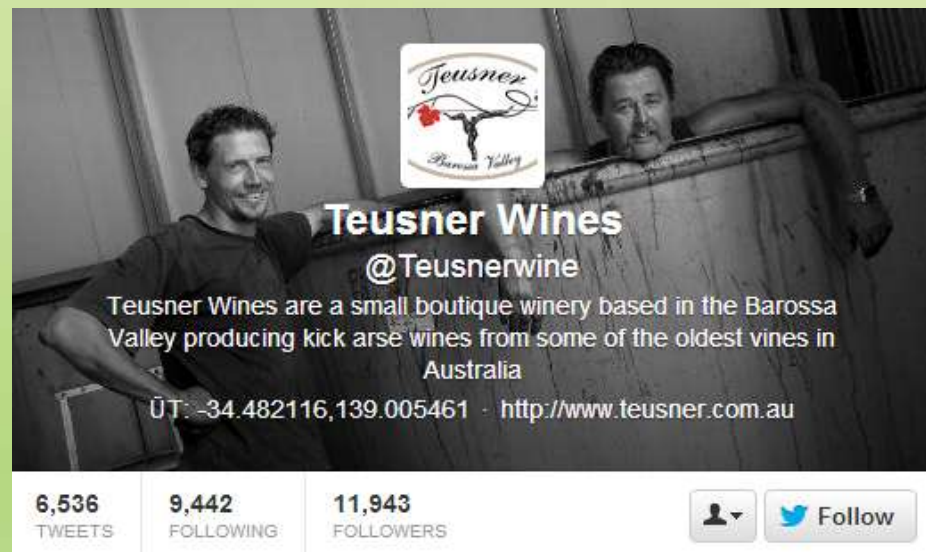 Teusner
Barossa Valley
Teusner Wines
@Teusnerwine
Teusner Wines are a small boutique winery based in the Barossa
Valley producing kick arse wines from some of the oldest vines in
Australia
ÜT: -34.482116,139.005461 · http://www.teusner.com.au
6,536
TWEETS
9,442
FOLLOWING
11,943
FOLLOWERS
Follow